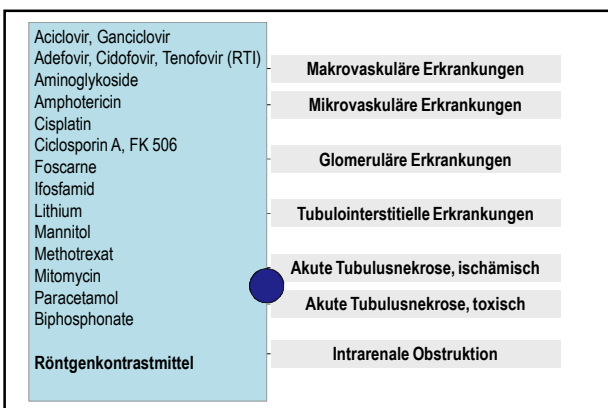 Aciclovir, Ganciclovir
Adefovir, Cidofovir, Tenofovir (RTI)
Aminoglykoside
Amphotericin
Cisplatin
Ciclosporin A, FK 506
Foscarne
Ifosfamid
Lithium
Mannitol
Methotrexat
Mitomycin
Paracetamol
Biphosphonate
Röntgenkontrastmittel
Makrovaskuläre Erkrankungen
Mikrovaskuläre Erkrankungen
Glomeruläre Erkrankungen
Tubulointerstitielle Erkrankungen
Akute Tubulusnekrose, ischämisch
Akute Tubulusnekrose, toxisch
Intrarenale Obstruktion